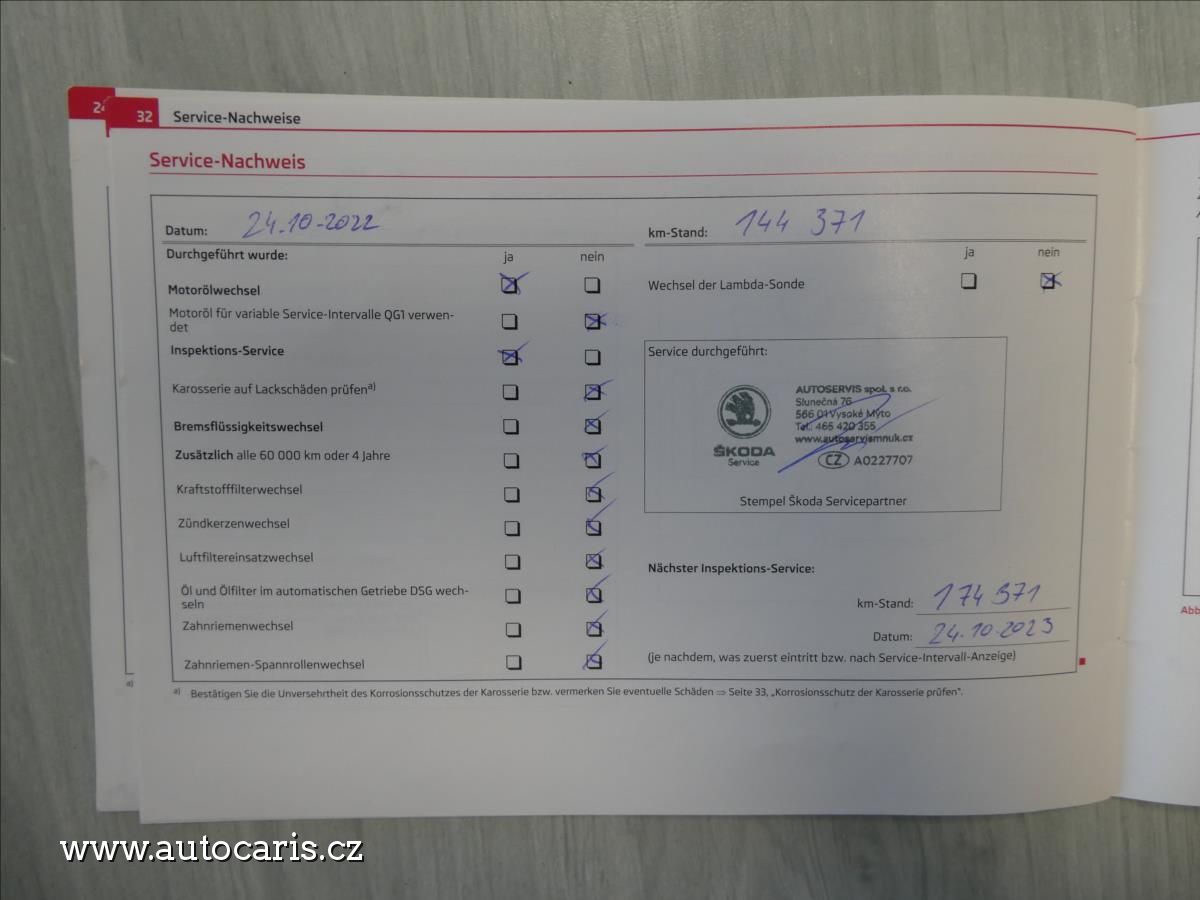 24
32 Service-Nachweise
Service-Nachweis
Datum: 24.10.2022
km-Stand: 144 371
Durchgeführt wurde: ja nein
ja nein
Motorölwechsel
Wechsel der Lambda-Sonde
Motoröl für variable Service-Intervalle QG1 verwen-
det
Inspektions-Service
Karosserie auf Lackschäden prüfen a)
Bremsflüssigkeitswechsel
Zusätzlich alle 60 000 km oder 4 Jahre
Kraftstofffilterwechsel
Zündkerzenwechsel
Luftfiltereinsatzwechsel
Öl und Ölfilter im automatischen Getriebe DSG wech-
seln
Zahnriemenwechsel
Zahnriemen-Spannrollenwechsel
Service durchgeführt:
ŠKODA
Service
AUTOSERVIS spol. s r.o.
Slunečná 76
566 01 Vysoké Mýto
Tel.: 465 420 355
www.autoservismnuk.cz
CZ A0227707
Stempel Škoda Servicepartner
Nächster Inspektions-Service:
km-Stand: 174 371
Datum: 24.10.2023
(je nachdem, was zuerst eintritt bzw. nach Service-Intervall-Anzeige)
a)
a) Bestätigen Sie die Unversehrtheit des Korrosionsschutzes der Karosserie bzw. vermerken Sie eventuelle Schäden ⇒ Seite 33, „Korrosionsschutz der Karosserie prüfen".
Abb
www.autocaris.cz